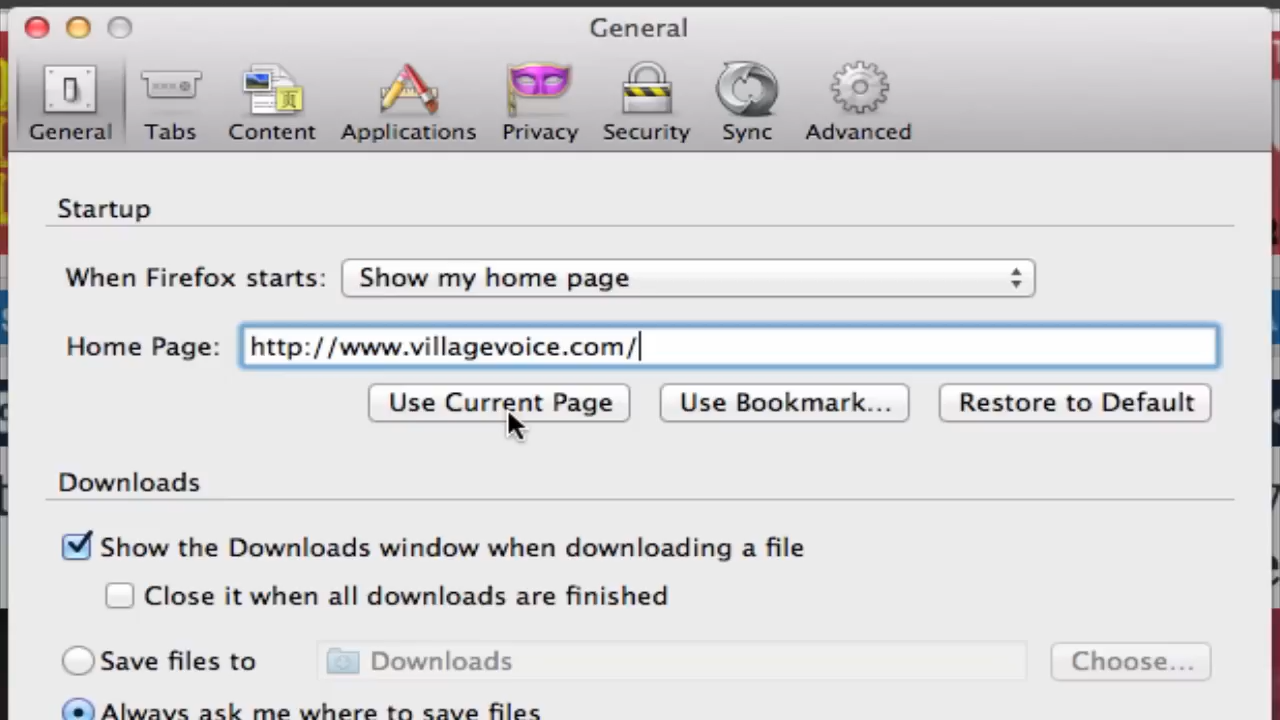 General
General Tabs Content Applications Privacy Security Sync Advanced
Startup
When Firefox starts: Show my home page
Home Page: http://www.villagevoice.com/
Use Current Page Use Bookmark... Restore to Default
Downloads
Show the Downloads window when downloading a file
Close it when all downloads are finished
Save files to Downloads Choose...
Always ask me where to save files